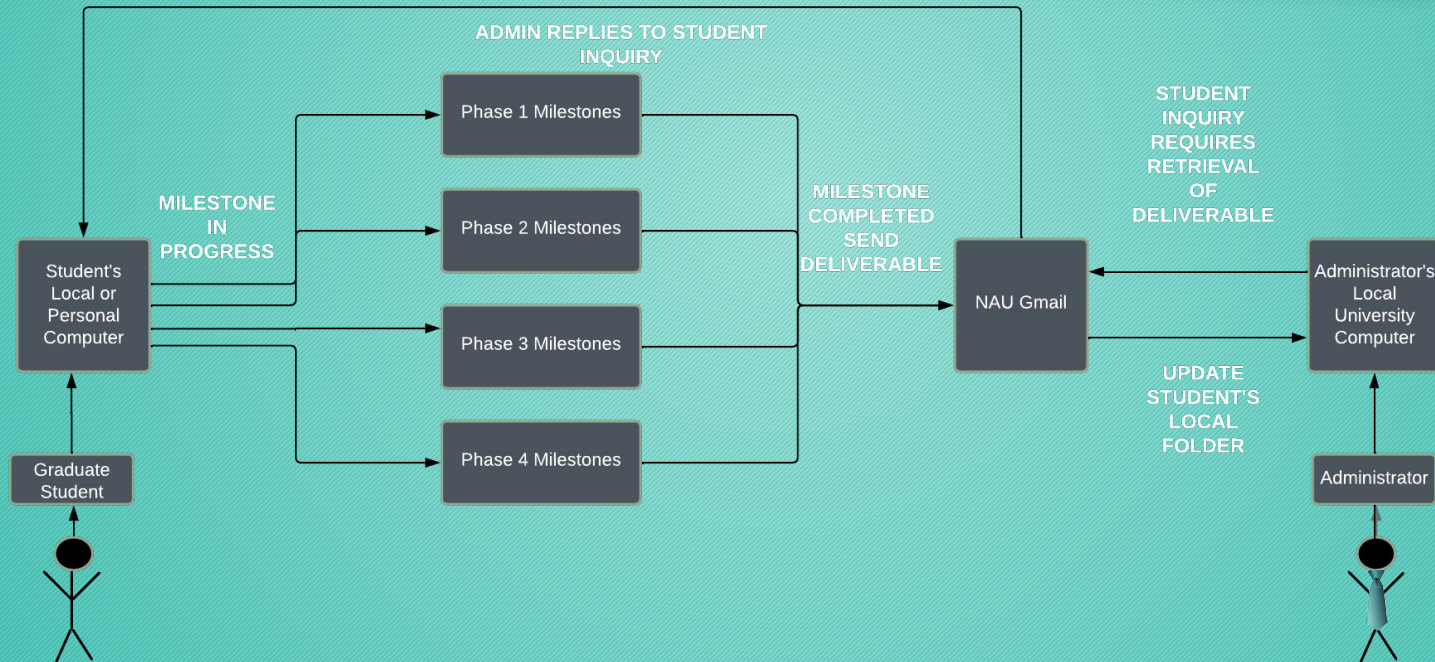 ADMIN REPLIES TO STUDENT
INQUIRY
Phase 1 Milestones
STUDENT
INQUIRY
REQUIRES
RETRIEVAL
OF
DELIVERABLE
MILESTONE
IN
PROGRESS
Phase 2 Milestones
MILESTONE
COMPLETED
SEND
DELIVERABLE
Student's
Local or
Personal
Computer
Phase 3 Milestones
NAU Gmail
Administrator's
Local
University
Computer
UPDATE
STUDENT'S
LOCAL
FOLDER
Graduate
Student
Phase 4 Milestones
Administrator